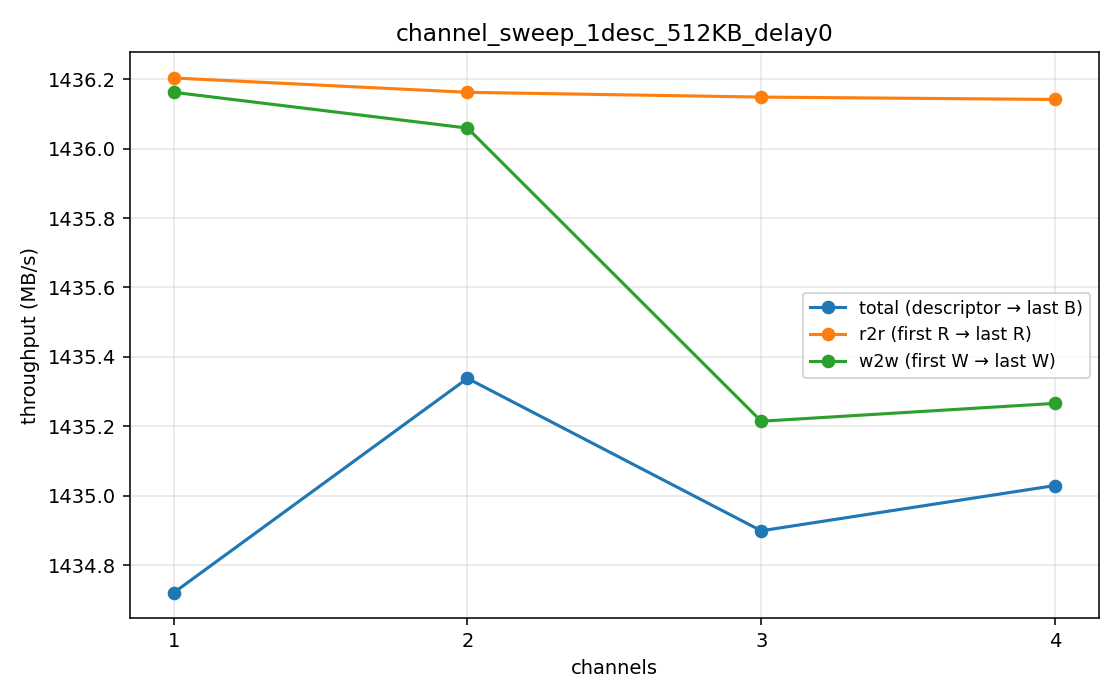 channel_sweep_1desc_512KB_delay0
1436.2
1436.0
1435.8
1435.6
1435.4
1435.2
1435.0
1434.8
throughput (MB/s)
total (descriptor → last B)
r2r (first R → last R)
w2w (first W → last W)
1 2 3 4
channels